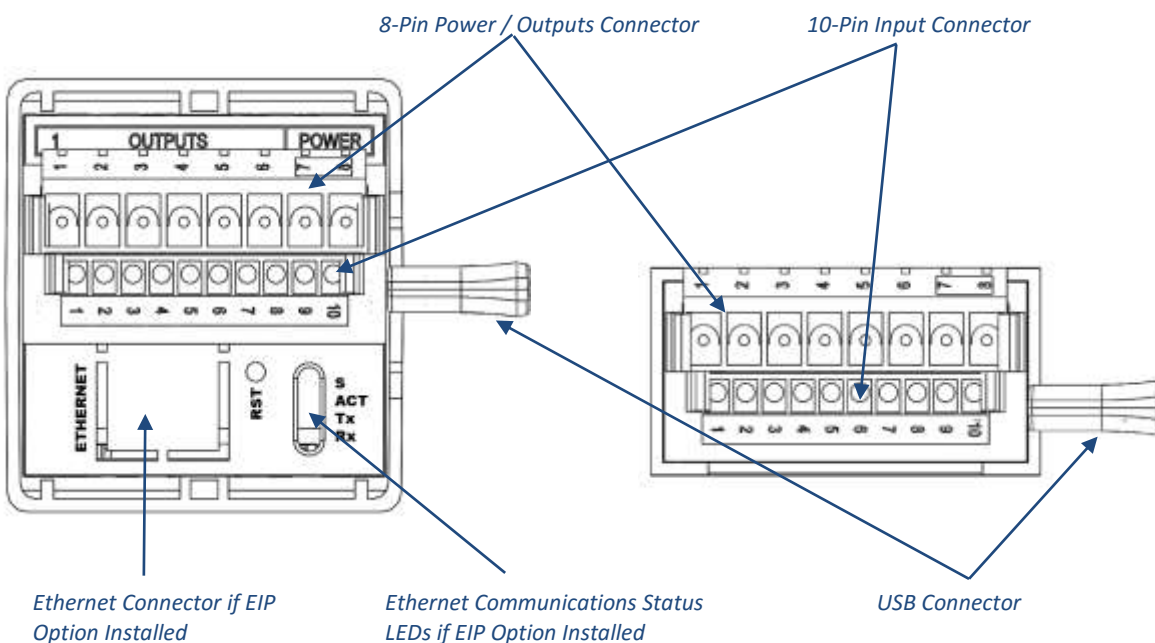 8-Pin Power / Outputs Connector
10-Pin Input Connector
1 OUTPUTS POWER
1 2 3 4 5 6 7 8
1 2 3 4 5 6 7 8 9 10
ETHERNET
RST
S
ACT
Tx
Rx
1 2 3 4 5 6 7 8
1 2 3 4 5 6 7 8 9 10
Ethernet Connector if EIP
Option Installed
Ethernet Communications Status
LEDs if EIP Option Installed
USB Connector